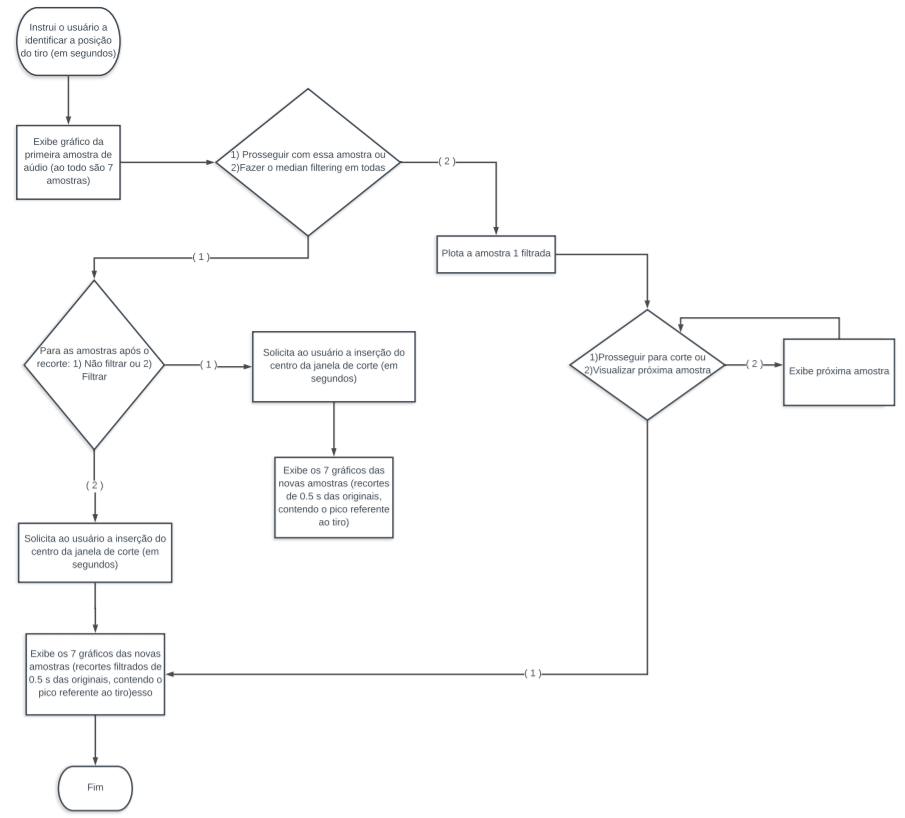 Instrui o usuário a
identificar a posição
do tiro (em segundos)
Exibe gráfico da
primeira amostra de
aúdio (ao todo são 7
amostras)
1) Prosseguir com essa amostra ou
2)Fazer o median filtering em todas
( 2 )
( 1 )
Plota a amostra 1 filtrada
Para as amostras após o
recorte: 1) Não filtrar ou 2)
Filtrar
( 1 )
Solicita ao usuário a inserção do
centro da janela de corte (em
segundos)
1)Prosseguir para corte ou
2)Visualizar próxima amostra
( 2 )
Exibe próxima amostra
Exibe os 7 gráficos das
novas amostras (recortes
de 0.5 s das originais,
contendo o pico referente
ao tiro)
( 2 )
Solicita ao usuário a inserção do
centro da janela de corte (em
segundos)
Exibe os 7 gráficos das novas
amostras (recortes filtrados de
0.5 s das originais, contendo o
pico referente ao tiro)esso
( 1 )
Fim